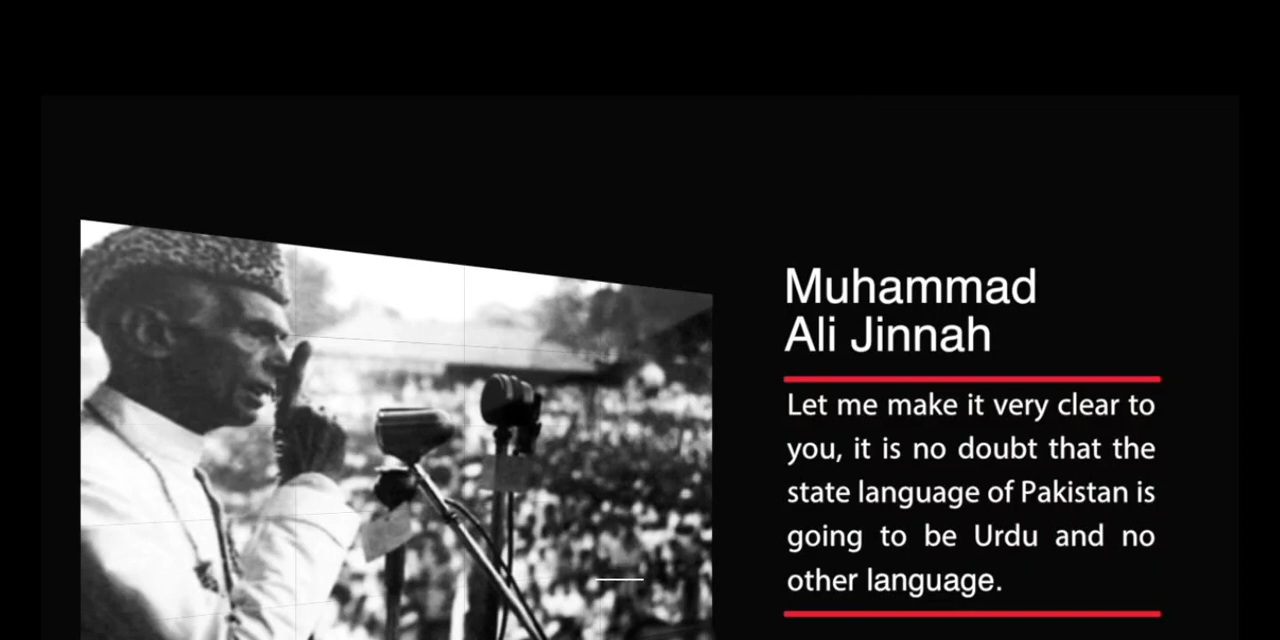 Muhammad
Ali Jinnah
Let me make it very clear to
you, it is no doubt that the
state language of Pakistan is
going to be Urdu and no
other language.